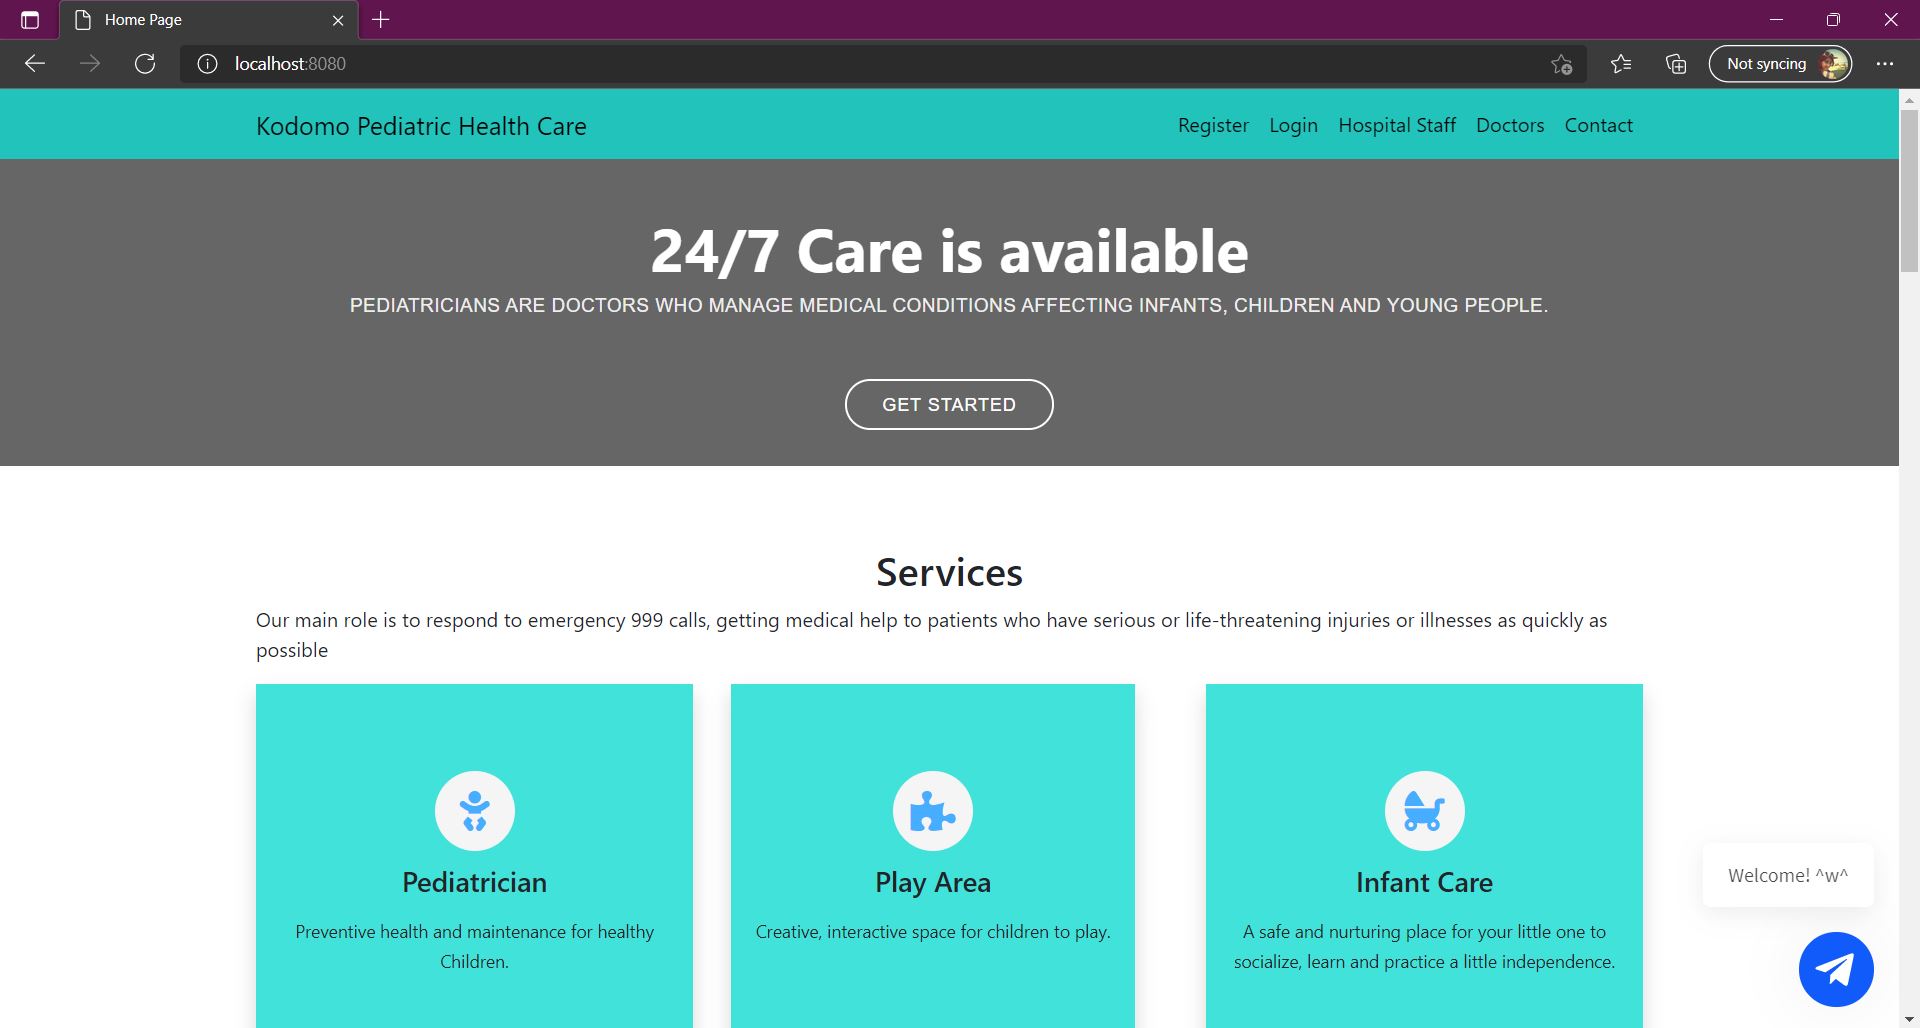 Home Page
localhost:8080
Not syncing
Kodomo Pediatric Health Care
Register Login Hospital Staff Doctors Contact
24/7 Care is available
PEDIATRICIANS ARE DOCTORS WHO MANAGE MEDICAL CONDITIONS AFFECTING INFANTS, CHILDREN AND YOUNG PEOPLE.
GET STARTED
Services
Our main role is to respond to emergency 999 calls, getting medical help to patients who have serious or life-threatening injuries or illnesses as quickly as
possible
Pediatrician
Preventive health and maintenance for healthy
Children.
Play Area
Creative, interactive space for children to play.
Infant Care
A safe and nurturing place for your little one to
socialize, learn and practice a little independence.
Welcome! ^w^